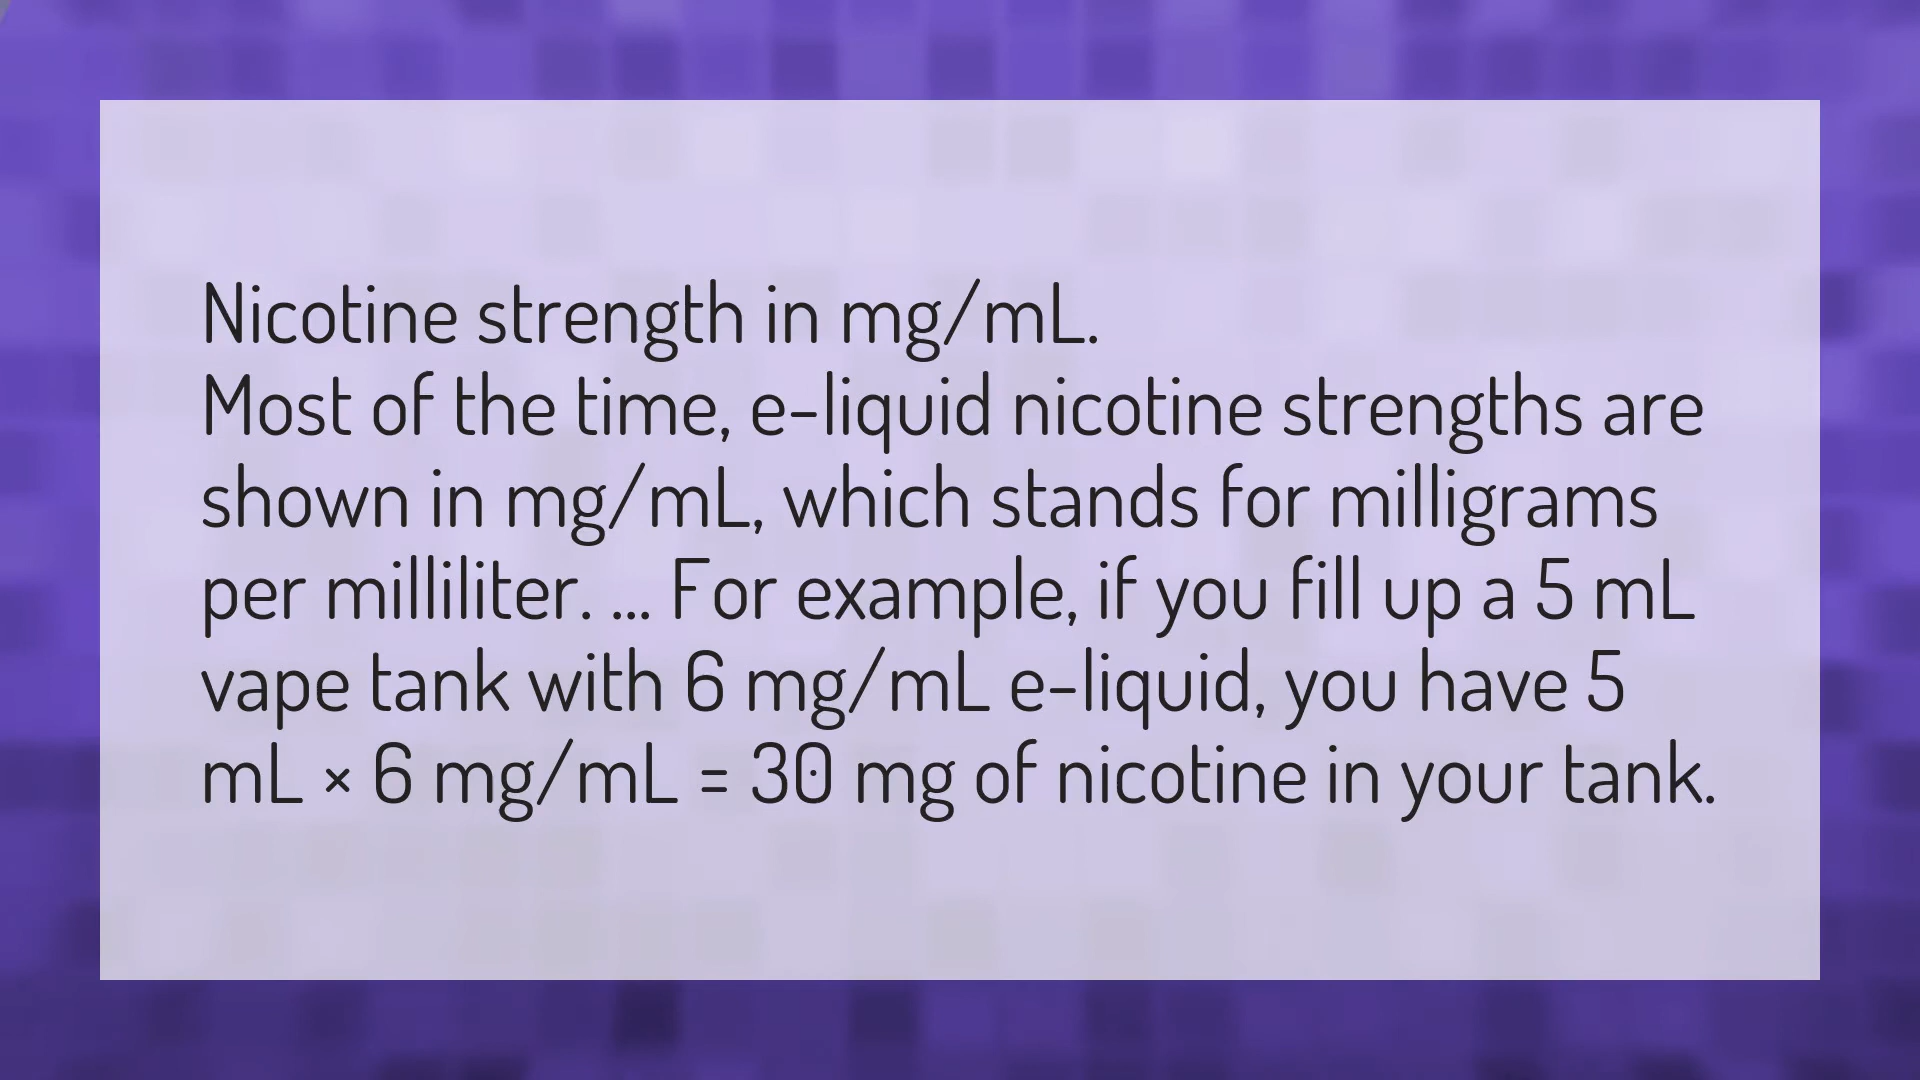 Nicotine strength in mg/mL.
Most of the time, e-liquid nicotine strengths are
shown in mg/mL, which stands for milligrams
per milliliter. ... For example, if you fill up a 5 mL
vape tank with 6 mg/mL e-liquid, you have 5
mL × 6 mg/mL = 30 mg of nicotine in your tank.